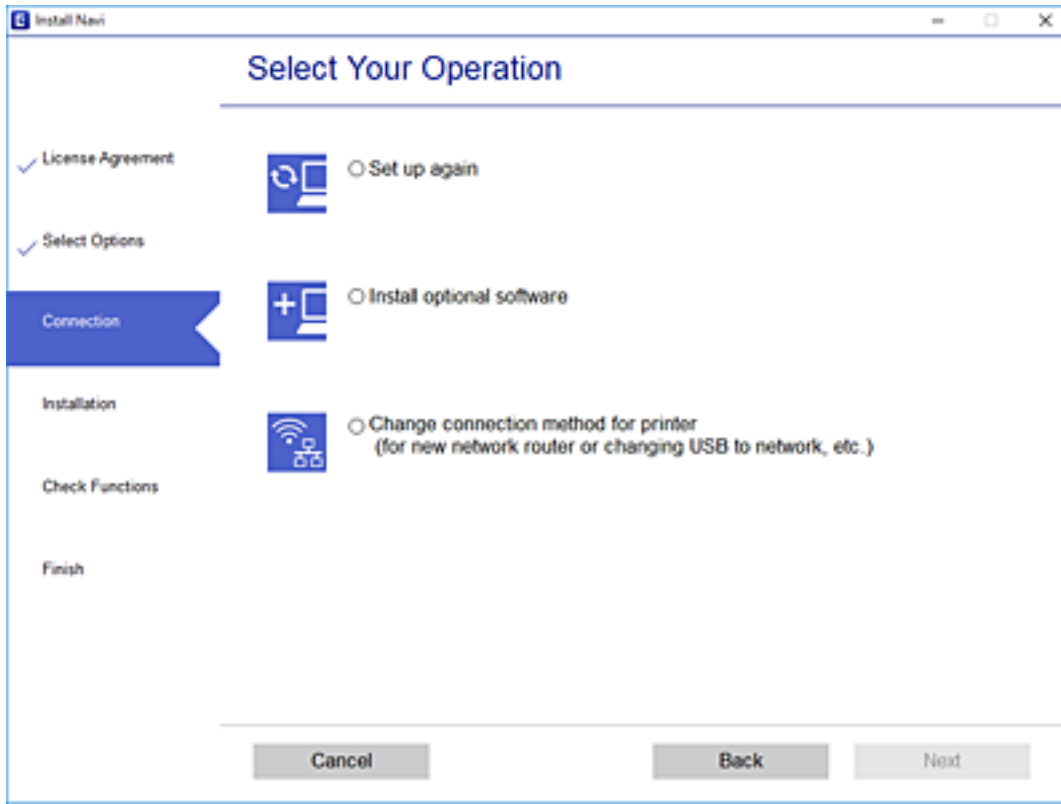 Install Navi
Select Your Operation
License Agreement
Select Options
Connection
Installation
Check Functions
Finish
Set up again
Install optional software
Change connection method for printer
(for new network router or changing USB to network, etc.)
Cancel
Back
Next